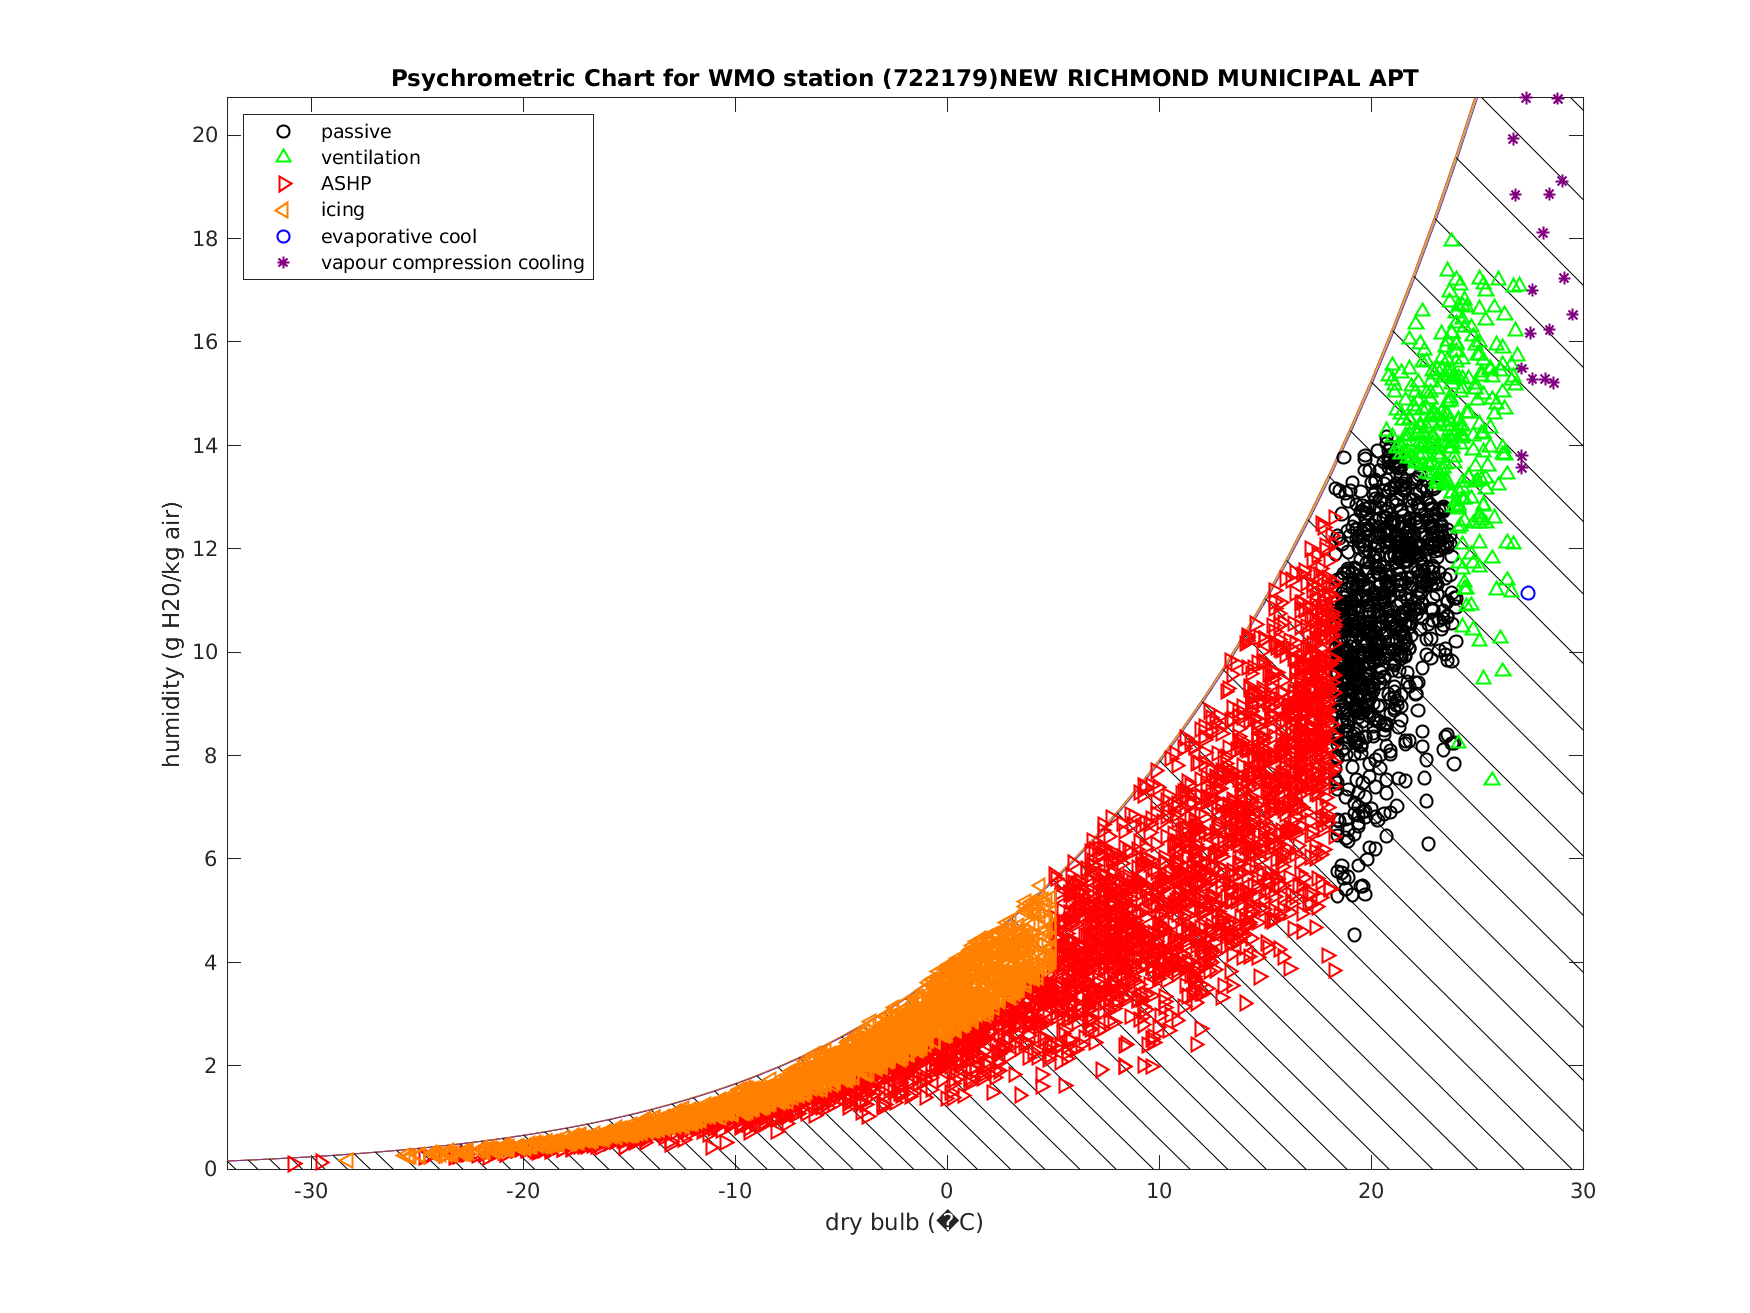 Psychrometric Chart for WMO station (722179)NEW RICHMOND MUNICIPAL APT
passive
ventilation
ASHP
icing
evaporative cool
vapour compression cooling
humidity (g H20/kg air)
20
18
16
14
12
10
8
6
4
2
0
-30 -20 -10 0 10 20 30
dry bulb (�C)